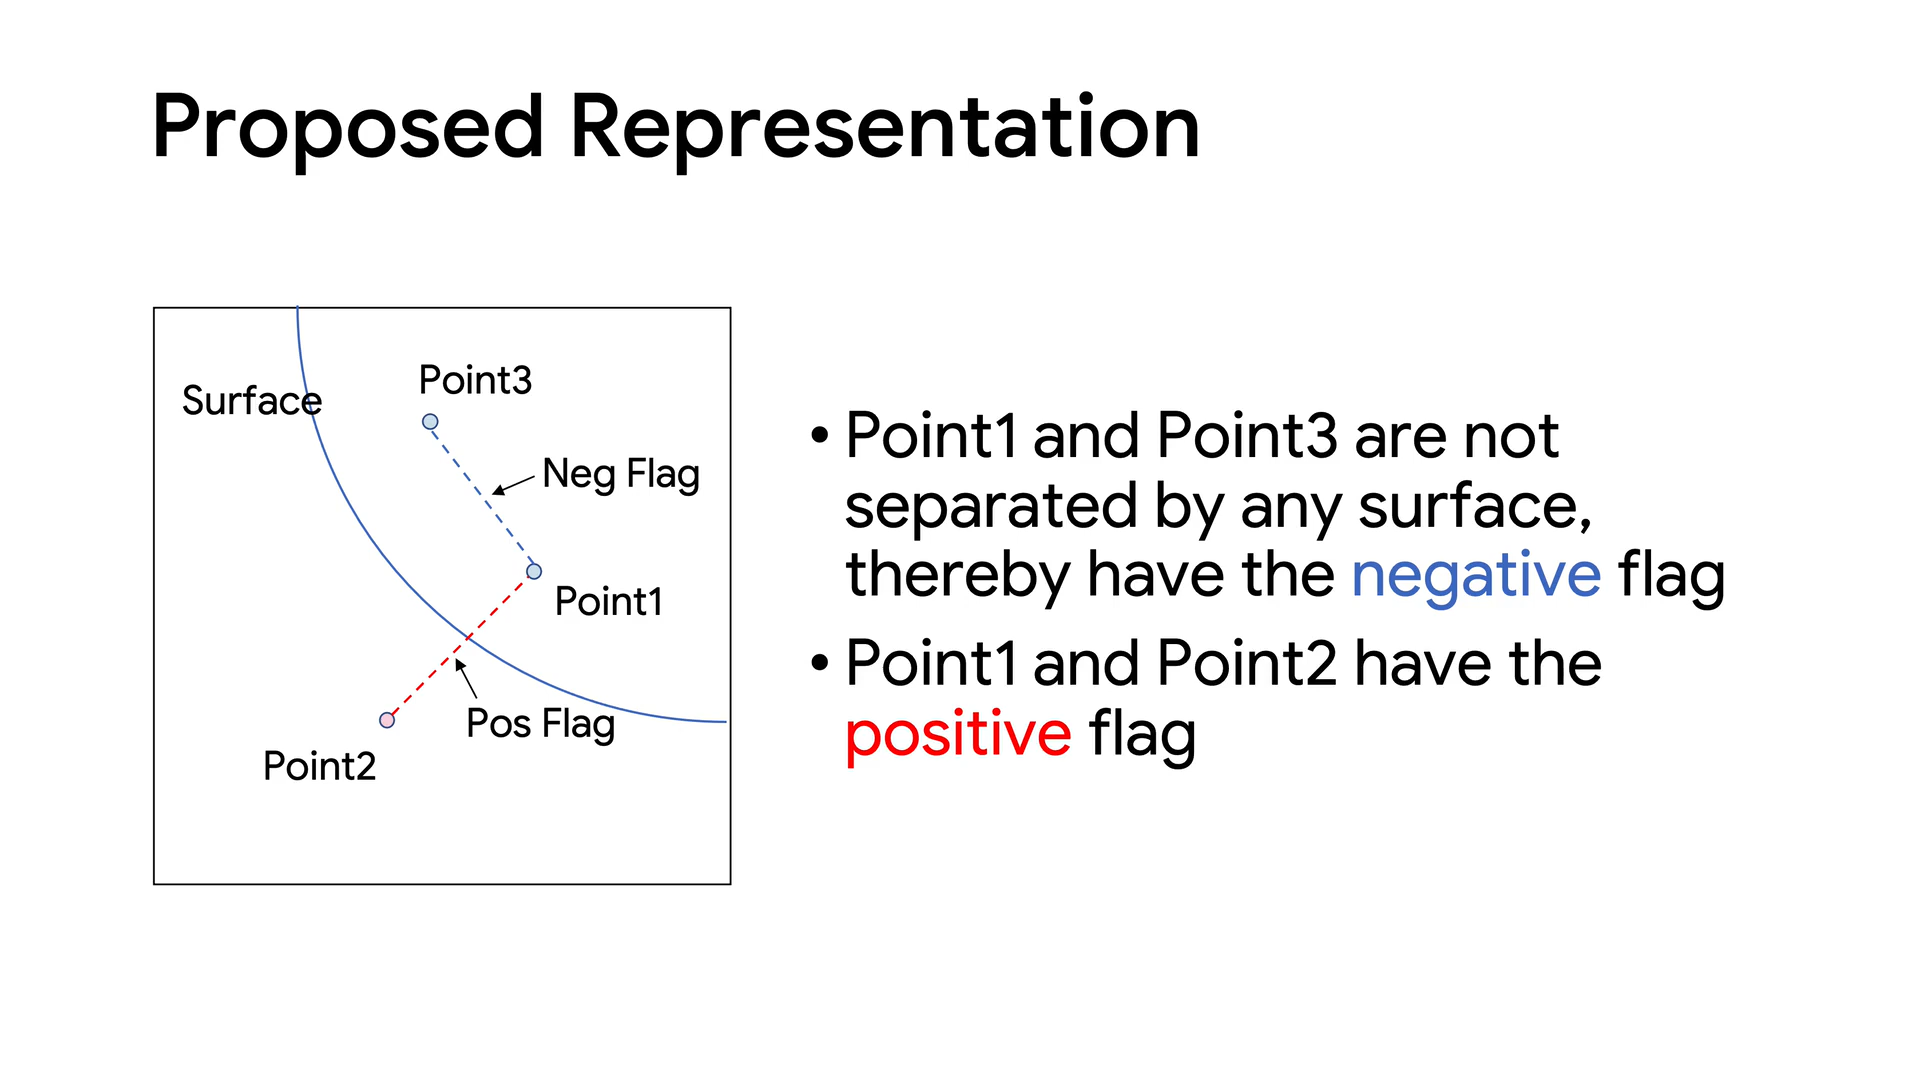 Proposed Representation
Surface
Point3
Neg Flag
Point1
Pos Flag
Point2
• Point1 and Point3 are not
separated by any surface,
thereby have the negative flag
• Point1 and Point2 have the
positive flag